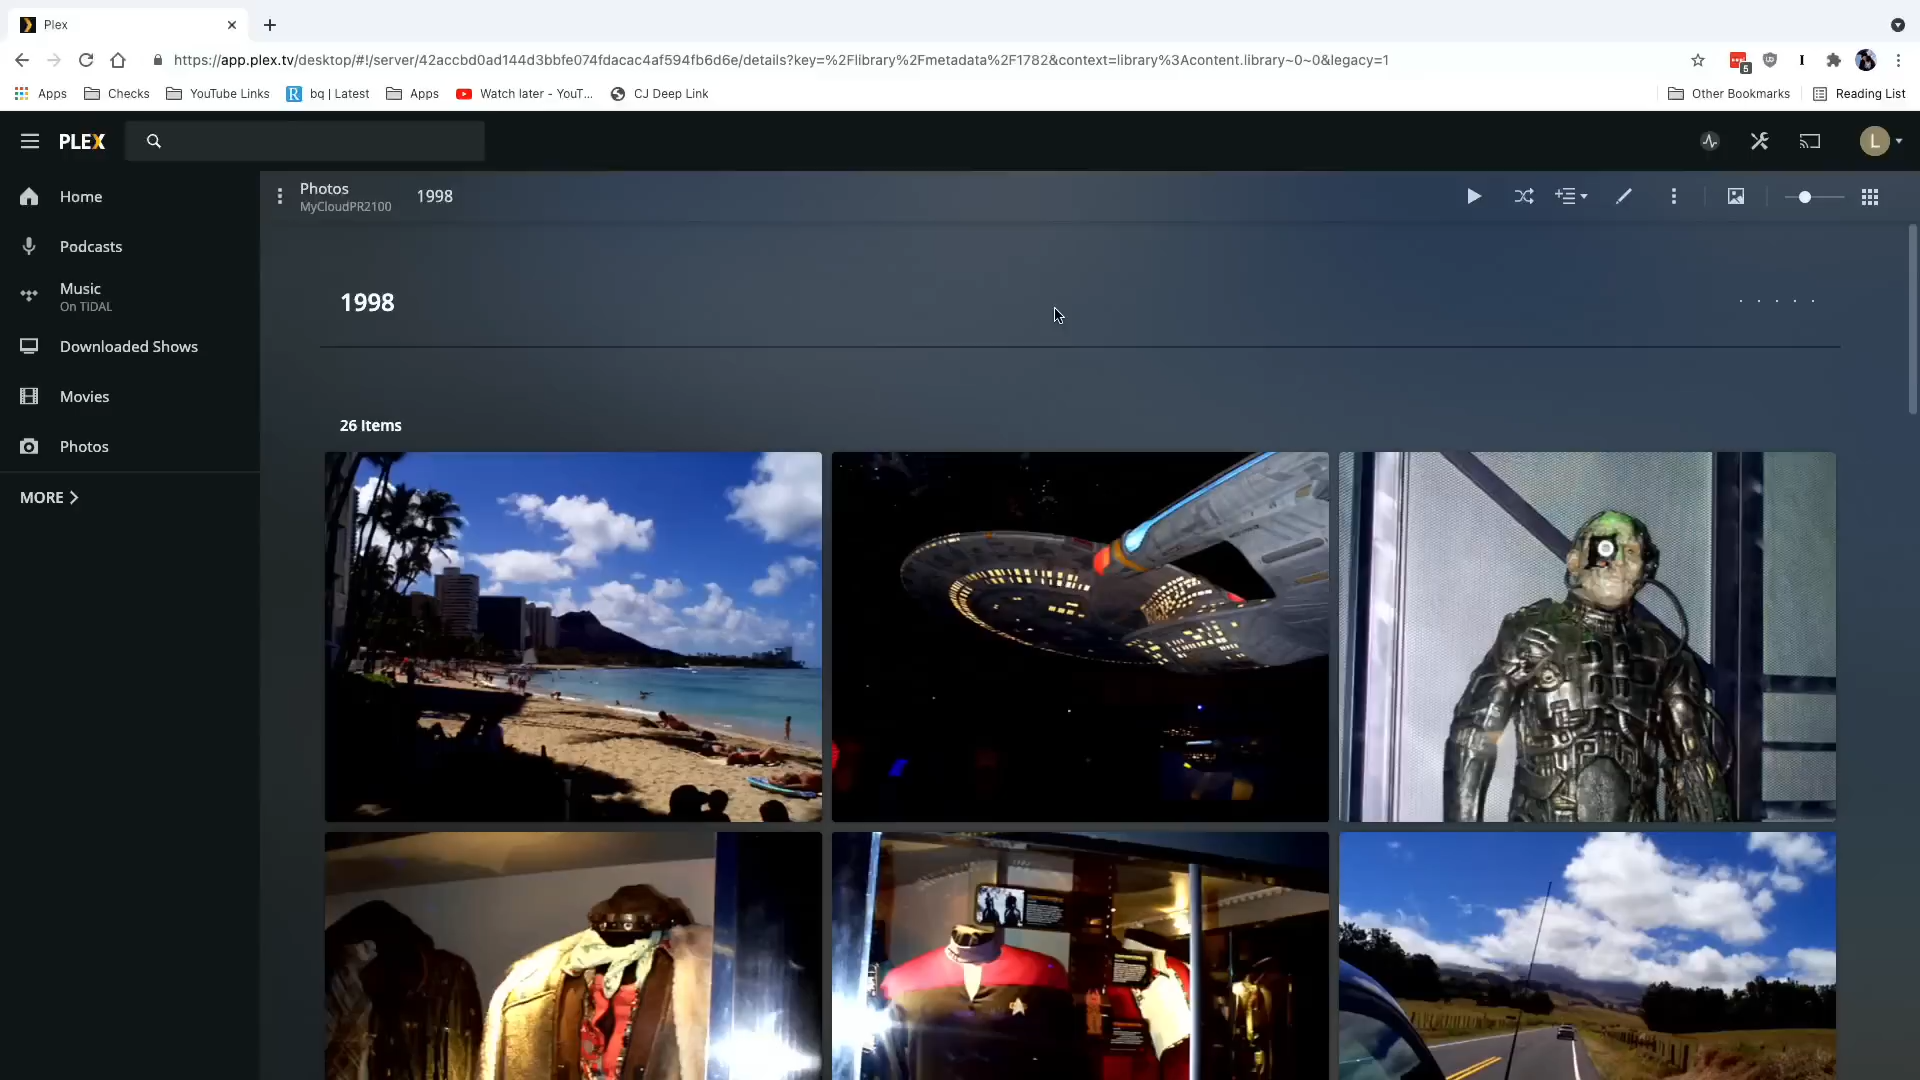 Plex
https://app.plex.tv/desktop/#!/server/42accbd0ad144d3bbfe074fdacac4af594fb6d6e/details?key=%2Flibrary%2Fmetadata%2F1782&context=library%3Acontent.library~0~0&legacy=1
5
Apps
Checks
YouTube Links
bq | Latest
Apps
Watch later - YouT...
CJ Deep Link
Other Bookmarks
Reading List
PLEX
L
Home
Podcasts
Music
On TIDAL
Downloaded Shows
Movies
Photos
MORE
Photos
MyCloudPR2100
1998
1998
26 Items